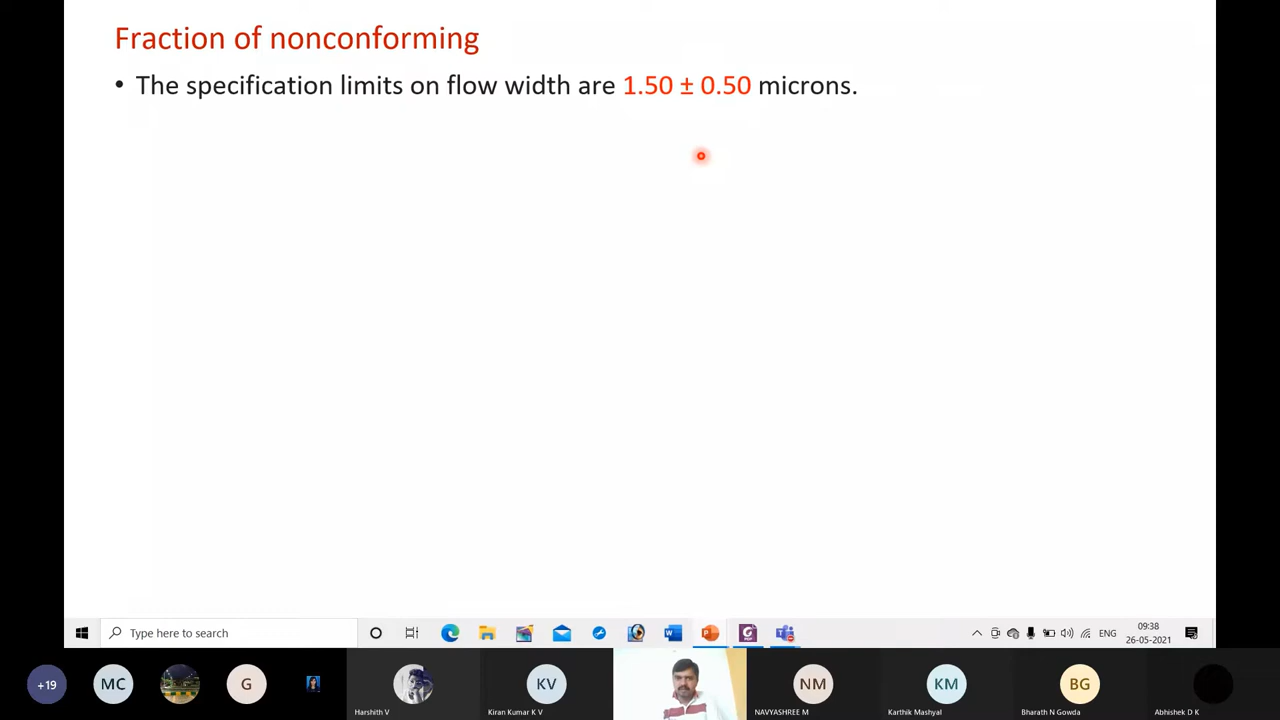 Fraction of nonconforming
• The specification limits on flow width are 1.50 ± 0.50 microns.
Type here to search
W
P
PDF
ENG
09:38
26-05-2021
+19
MC
G
KV
NM
KM
BG
Harshith V
Kiran Kumar K V
NAVYASHREE M
Karthik Mashyal
Bharath N Gowda
Abhishek D K